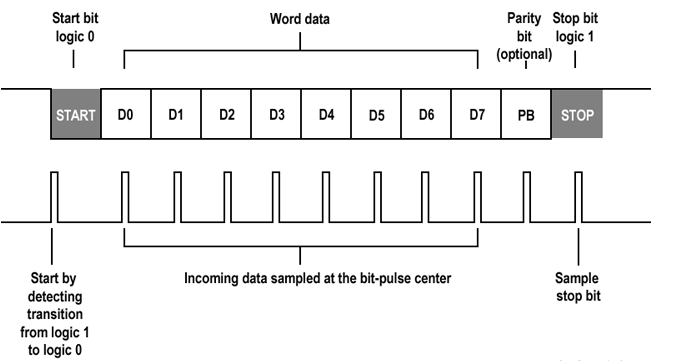 Start bit
logic 0
Word data
Parity
bit
(optional)
Stop bit
logic 1
START
D0
D1
D2
D3
D4
D5
D6
D7
PB
STOP
Start by
detecting
transition
from logic 1
to logic 0
Incoming data sampled at the bit-pulse center
Sample
stop bit